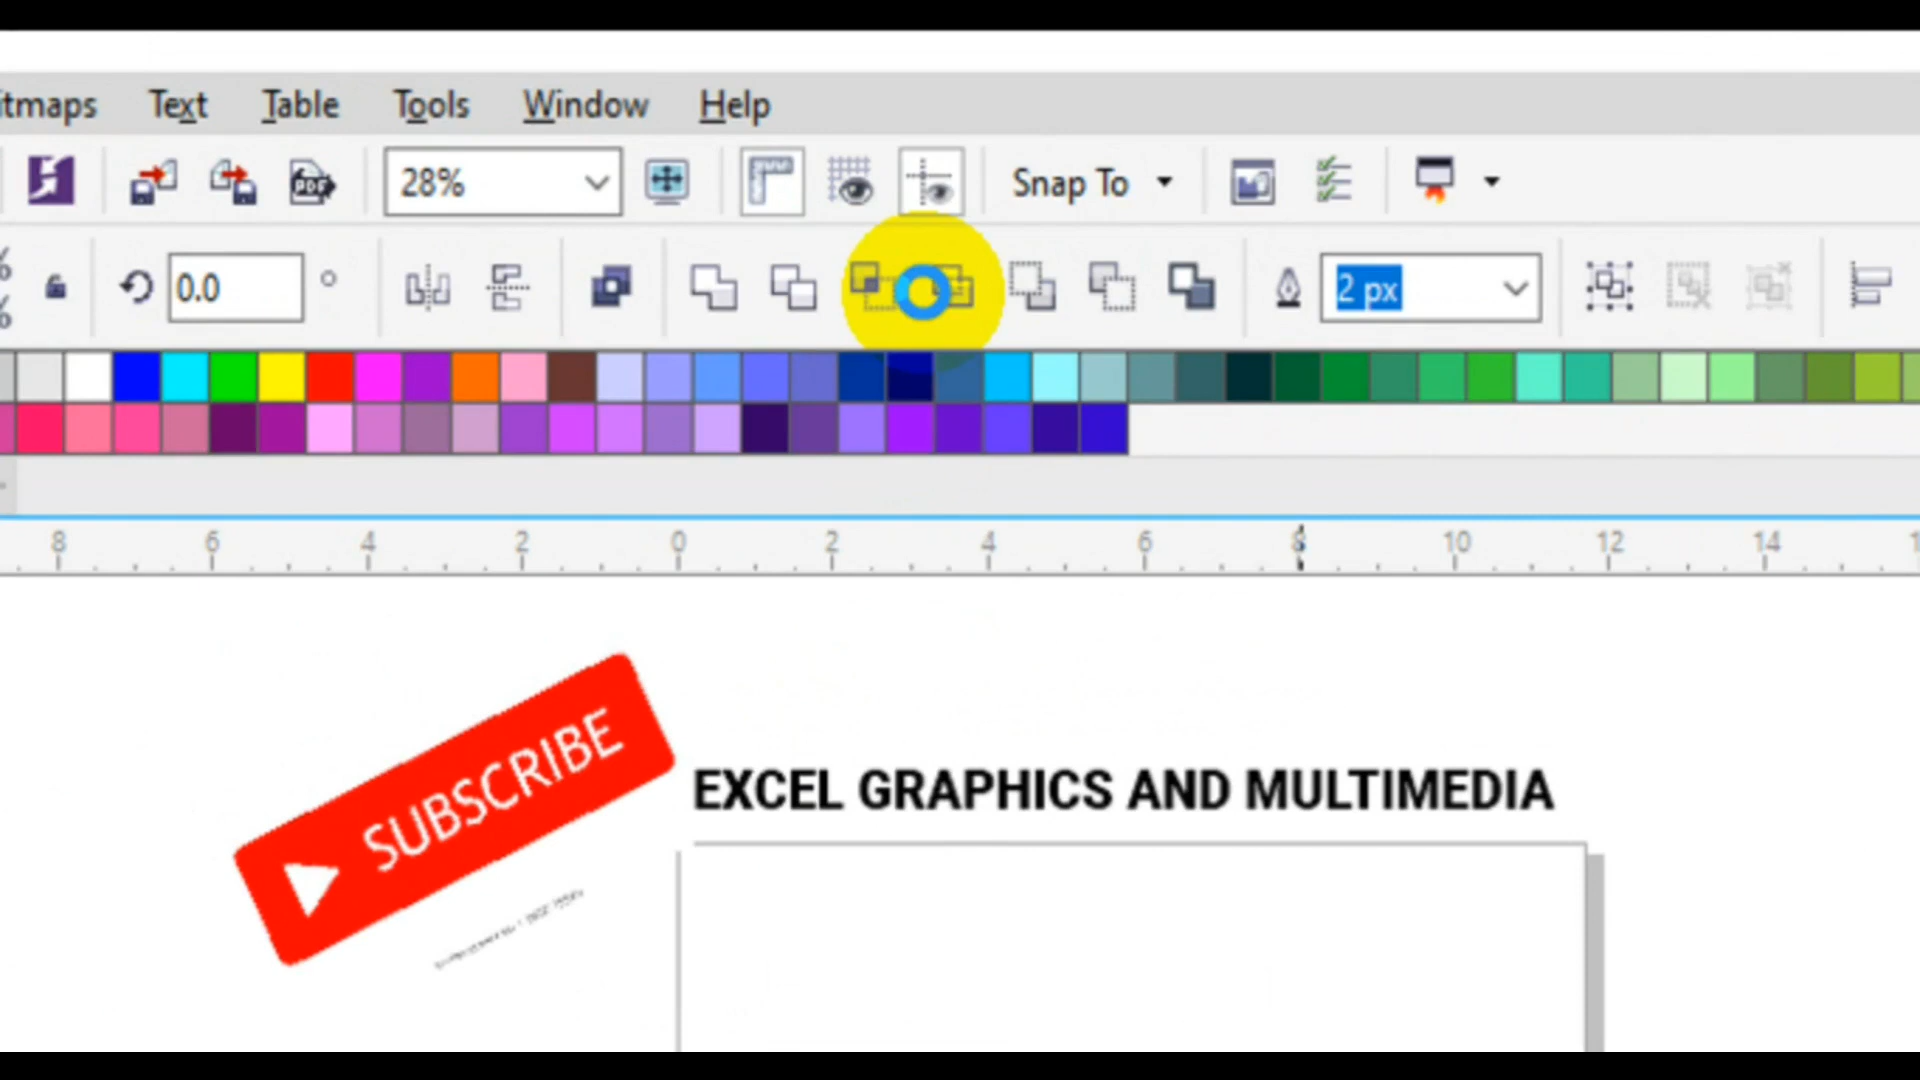 itmaps Text Table Tools Window Help
PDF 28% Snap To
% 0.0 ° 2 px
%
8 6 4 2 0 2 4 6 8 10 12 14
SUBSCRIBE
EXCEL GRAPHICS AND MULTIMEDIA